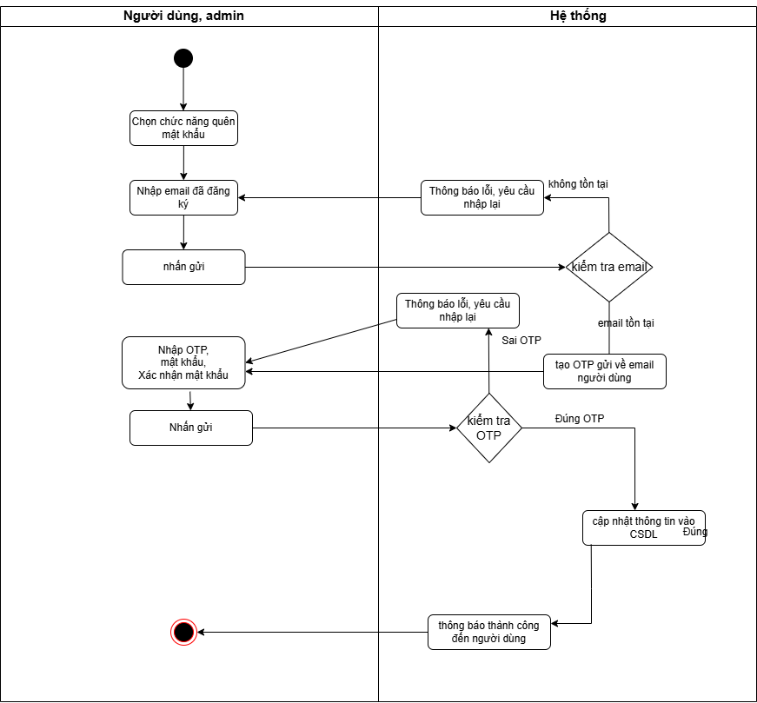 Người dùng, admin
Hệ thống
Chọn chức năng quên
mật khẩu
Nhập email đã đăng
ký
Thông báo lỗi, yêu cầu
nhập lại
không tồn tại
nhấn gửi
kiểm tra email
Thông báo lỗi, yêu cầu
nhập lại
email tồn tại
Sai OTP
Nhập OTP,
mật khẩu,
Xác nhận mật khẩu
tạo OTP gửi về email
người dùng
Nhấn gửi
kiểm tra
OTP
Đúng OTP
cập nhật thông tin vào
CSDL
Đúng
thông báo thành công
đến người dùng